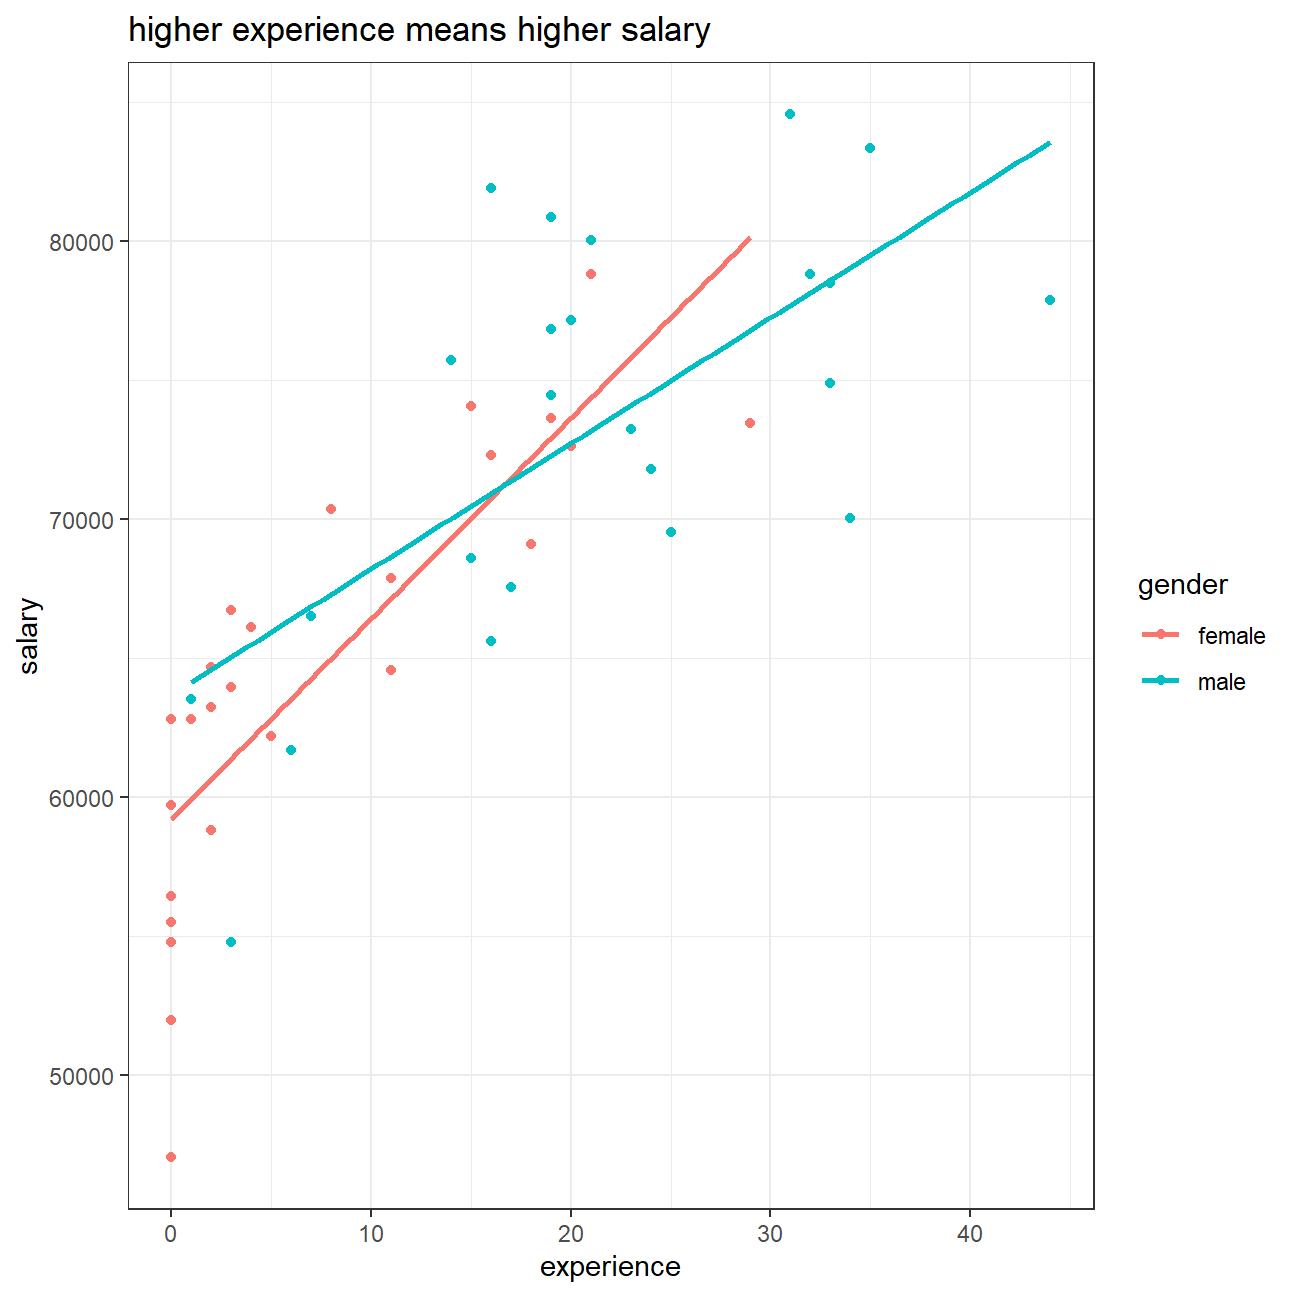 higher experience means higher salary
80000
70000
60000
50000
salary
0 10 20 30 40
experience
gender
female
male